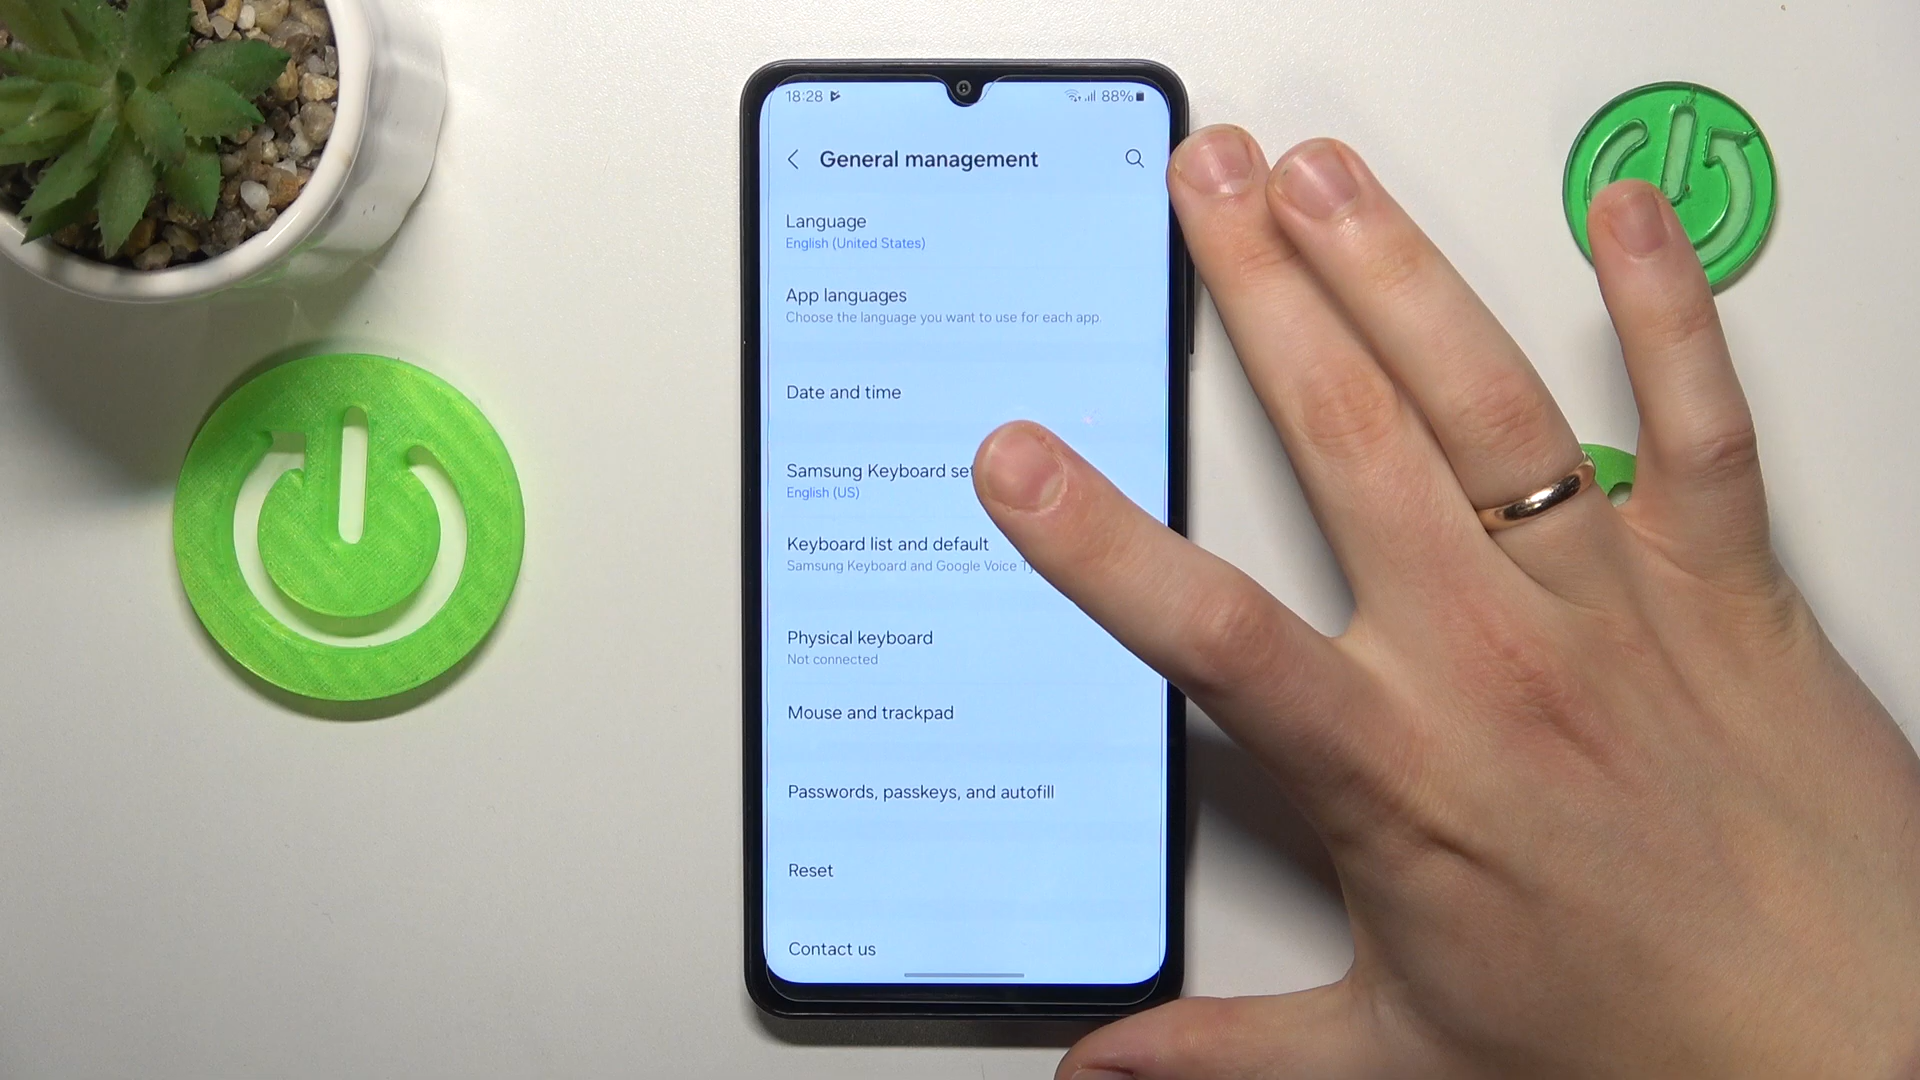 18:28 88%
General management
Language
English (United States)
App languages
Choose the language you want to use for each app.
Date and time
Samsung Keyboard
English (US)
Keyboard list and default
Samsung Keyboard and Google Voice
Physical keyboard
Not connected
Mouse and trackpad
Passwords, passkeys, and autofill
Reset
Contact us